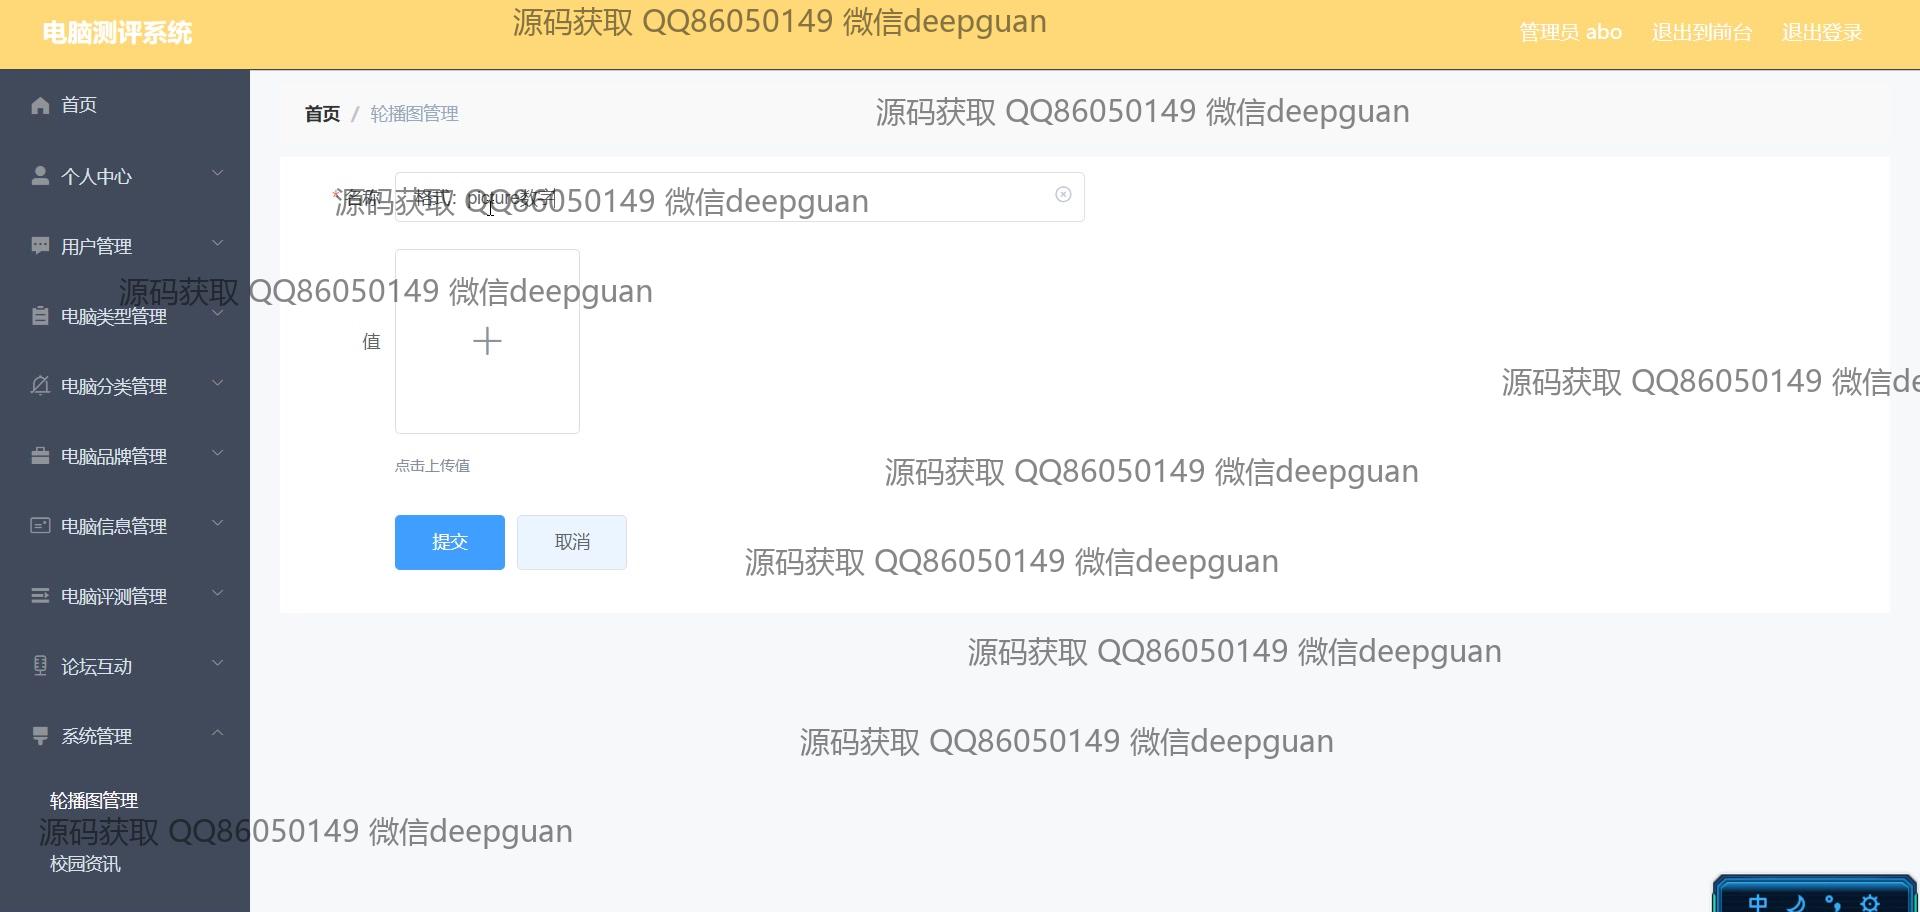 电脑测评系统
源码获取 QQ86050149 微信deepguan
管理员 abo
退出到前台
退出登录
首页
首页 / 轮播图管理
源码获取 QQ86050149 微信deepguan
个人中心
* 名称
格式：picture数字
源码获取 QQ86050149 微信deepguan
用户管理
源码获取 QQ86050149 微信deepguan
电脑类型管理
值
电脑分类管理
源码获取 QQ86050149 微信de
电脑品牌管理
点击上传值
源码获取 QQ86050149 微信deepguan
电脑信息管理
提交
取消
源码获取 QQ86050149 微信deepguan
电脑评测管理
论坛互动
源码获取 QQ86050149 微信deepguan
系统管理
源码获取 QQ86050149 微信deepguan
轮播图管理
源码获取 QQ86050149 微信deepguan
校园资讯
中